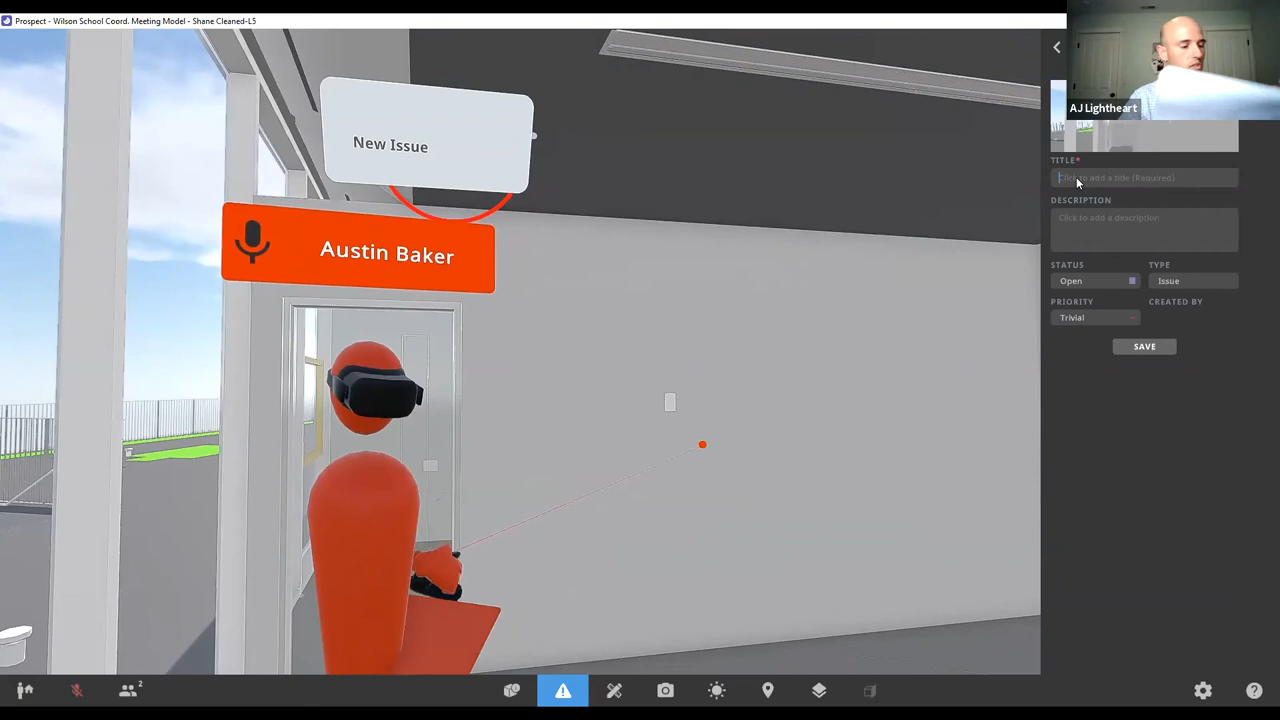 Prospect - Wilson School Coord. Meeting Model - Shane Cleaned-L5
AJ Lightheart
New Issue
Austin Baker
TITLE*
Click to add a title (Required)
DESCRIPTION
Click to add a description
STATUS
TYPE
Open
Issue
PRIORITY
CREATED BY
Trivial
SAVE
2